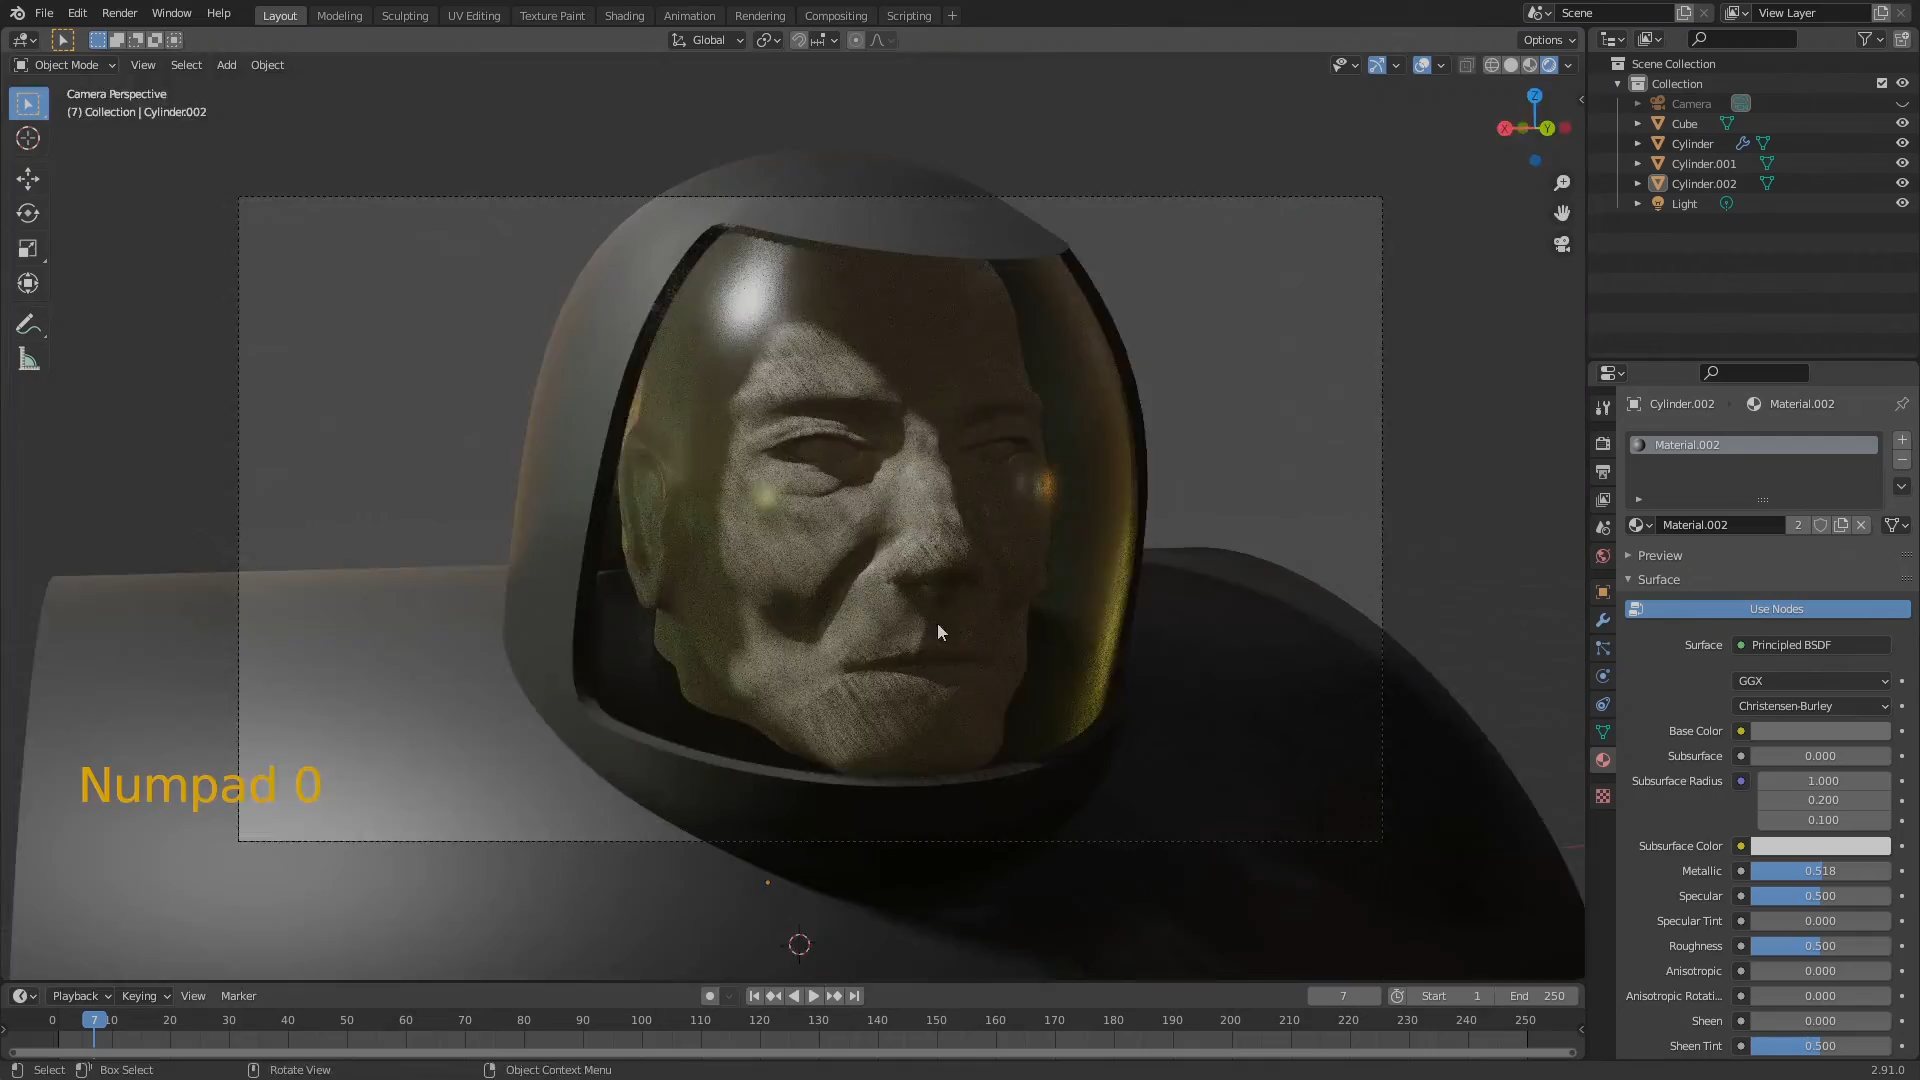 File Edit Render Window Help Layout Modeling Sculpting UV Editing Texture Paint Shading Animation Rendering Compositing Scripting + Scene View Layer
Global Options
Object Mode View Select Add Object
Camera Perspective
(7) Collection | Cylinder.002
Z
X Y
Scene Collection
Collection
Camera
Cube
Cylinder
Cylinder.001
Cylinder.002
Light
Cylinder.002 Material.002
Material.002
Material.002 2
Preview
Surface
Use Nodes
Surface Principled BSDF
GGX
Christensen-Burley
Base Color
Subsurface 0.000
Subsurface Radius 1.000
0.200
0.100
Subsurface Color
Metallic 0.518
Specular 0.500
Specular Tint 0.000
Roughness 0.500
Anisotropic 0.000
Anisotropic Rotati... 0.000
Sheen 0.000
Sheen Tint 0.500
Numpad 0
Playback Keying View Marker 7 Start 1 End 250
0 7 10 20 30 40 50 60 70 80 90 100 110 120 130 140 150 160 170 180 190 200 210 220 230 240 250
Select Box Select Rotate View Object Context Menu 2.91.0